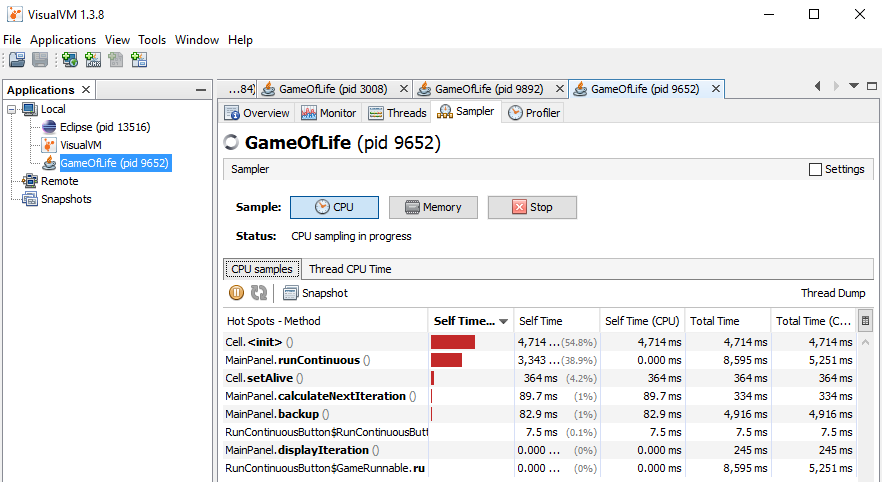 VisualVM 1.3.8
File Applications View Tools Window Help
Applications
Local
Eclipse (pid 13516)
VisualVM
GameOfLife (pid 9652)
Remote
Snapshots
...84) GameOfLife (pid 3008) GameOfLife (pid 9892) GameOfLife (pid 9652)
Overview Monitor Threads Sampler Profiler
GameOfLife (pid 9652)
Sampler Settings
Sample: CPU Memory Stop
Status: CPU sampling in progress
CPU samples Thread CPU Time
Snapshot Thread Dump
Hot Spots - Method Self Time... Self Time Self Time (CPU) Total Time Total Time (C...
Cell.<init> () 4,714 ... (54.8%) 4,714 ms 4,714 ms 4,714 ms
MainPanel.runContinuous () 3,343 ... (38.9%) 0.000 ms 8,595 ms 5,251 ms
Cell.setAlive () 364 ms (4.2%) 364 ms 364 ms 364 ms
MainPanel.calculateNextIteration () 89.7 ms (1%) 89.7 ms 334 ms 334 ms
MainPanel.backup () 82.9 ms (1%) 82.9 ms 4,916 ms 4,916 ms
RunContinuousButton$RunContinuousButt 7.5 ms (0.1%) 7.5 ms 7.5 ms 7.5 ms
MainPanel.displayIteration () 0.000 ... (0%) 0.000 ms 245 ms 245 ms
RunContinuousButton$GameRunnable.ru 0.000 ... (0%) 0.000 ms 8,595 ms 5,251 ms